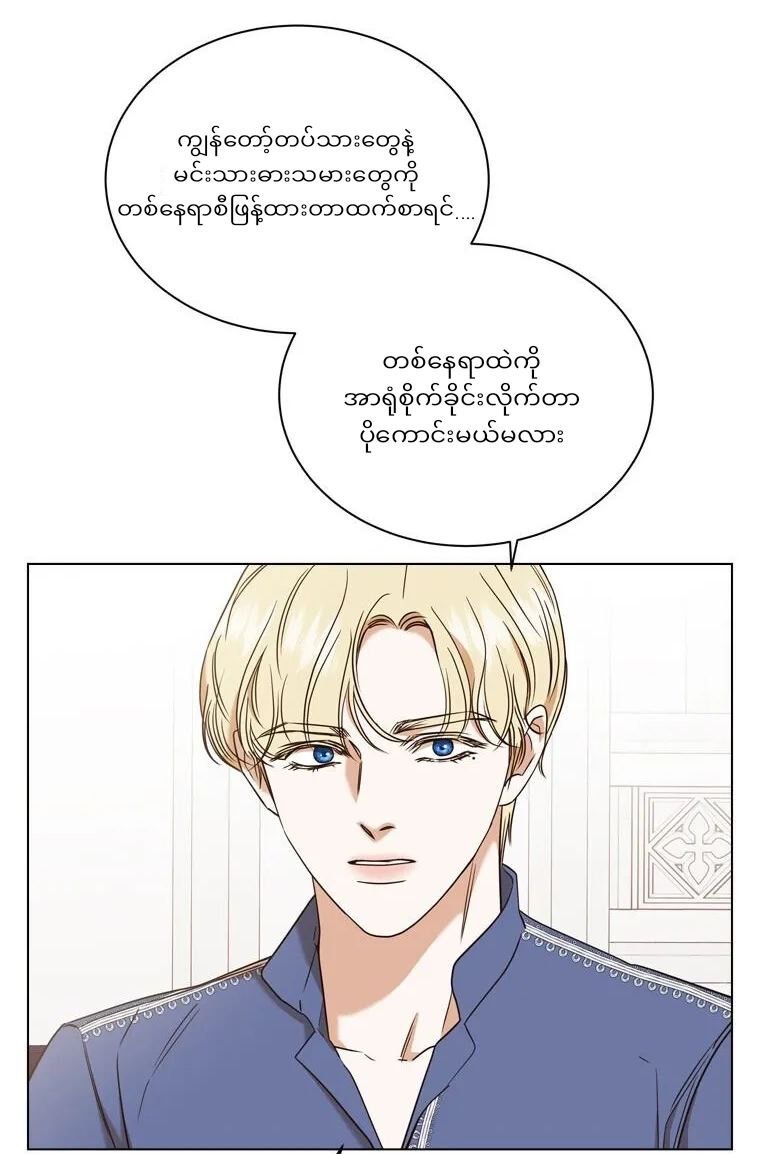 ကျွန်တော့်တပ်သားတွေနဲ့
မင်းသားဓားသမားတွေကို
တစ်နေရာစီဖြန့်ထားတာထက်စာရင်....
တစ်နေရာထဲကို
အာရုံစိုက်ခိုင်းလိုက်တာ
ပိုကောင်းမယ်မလား